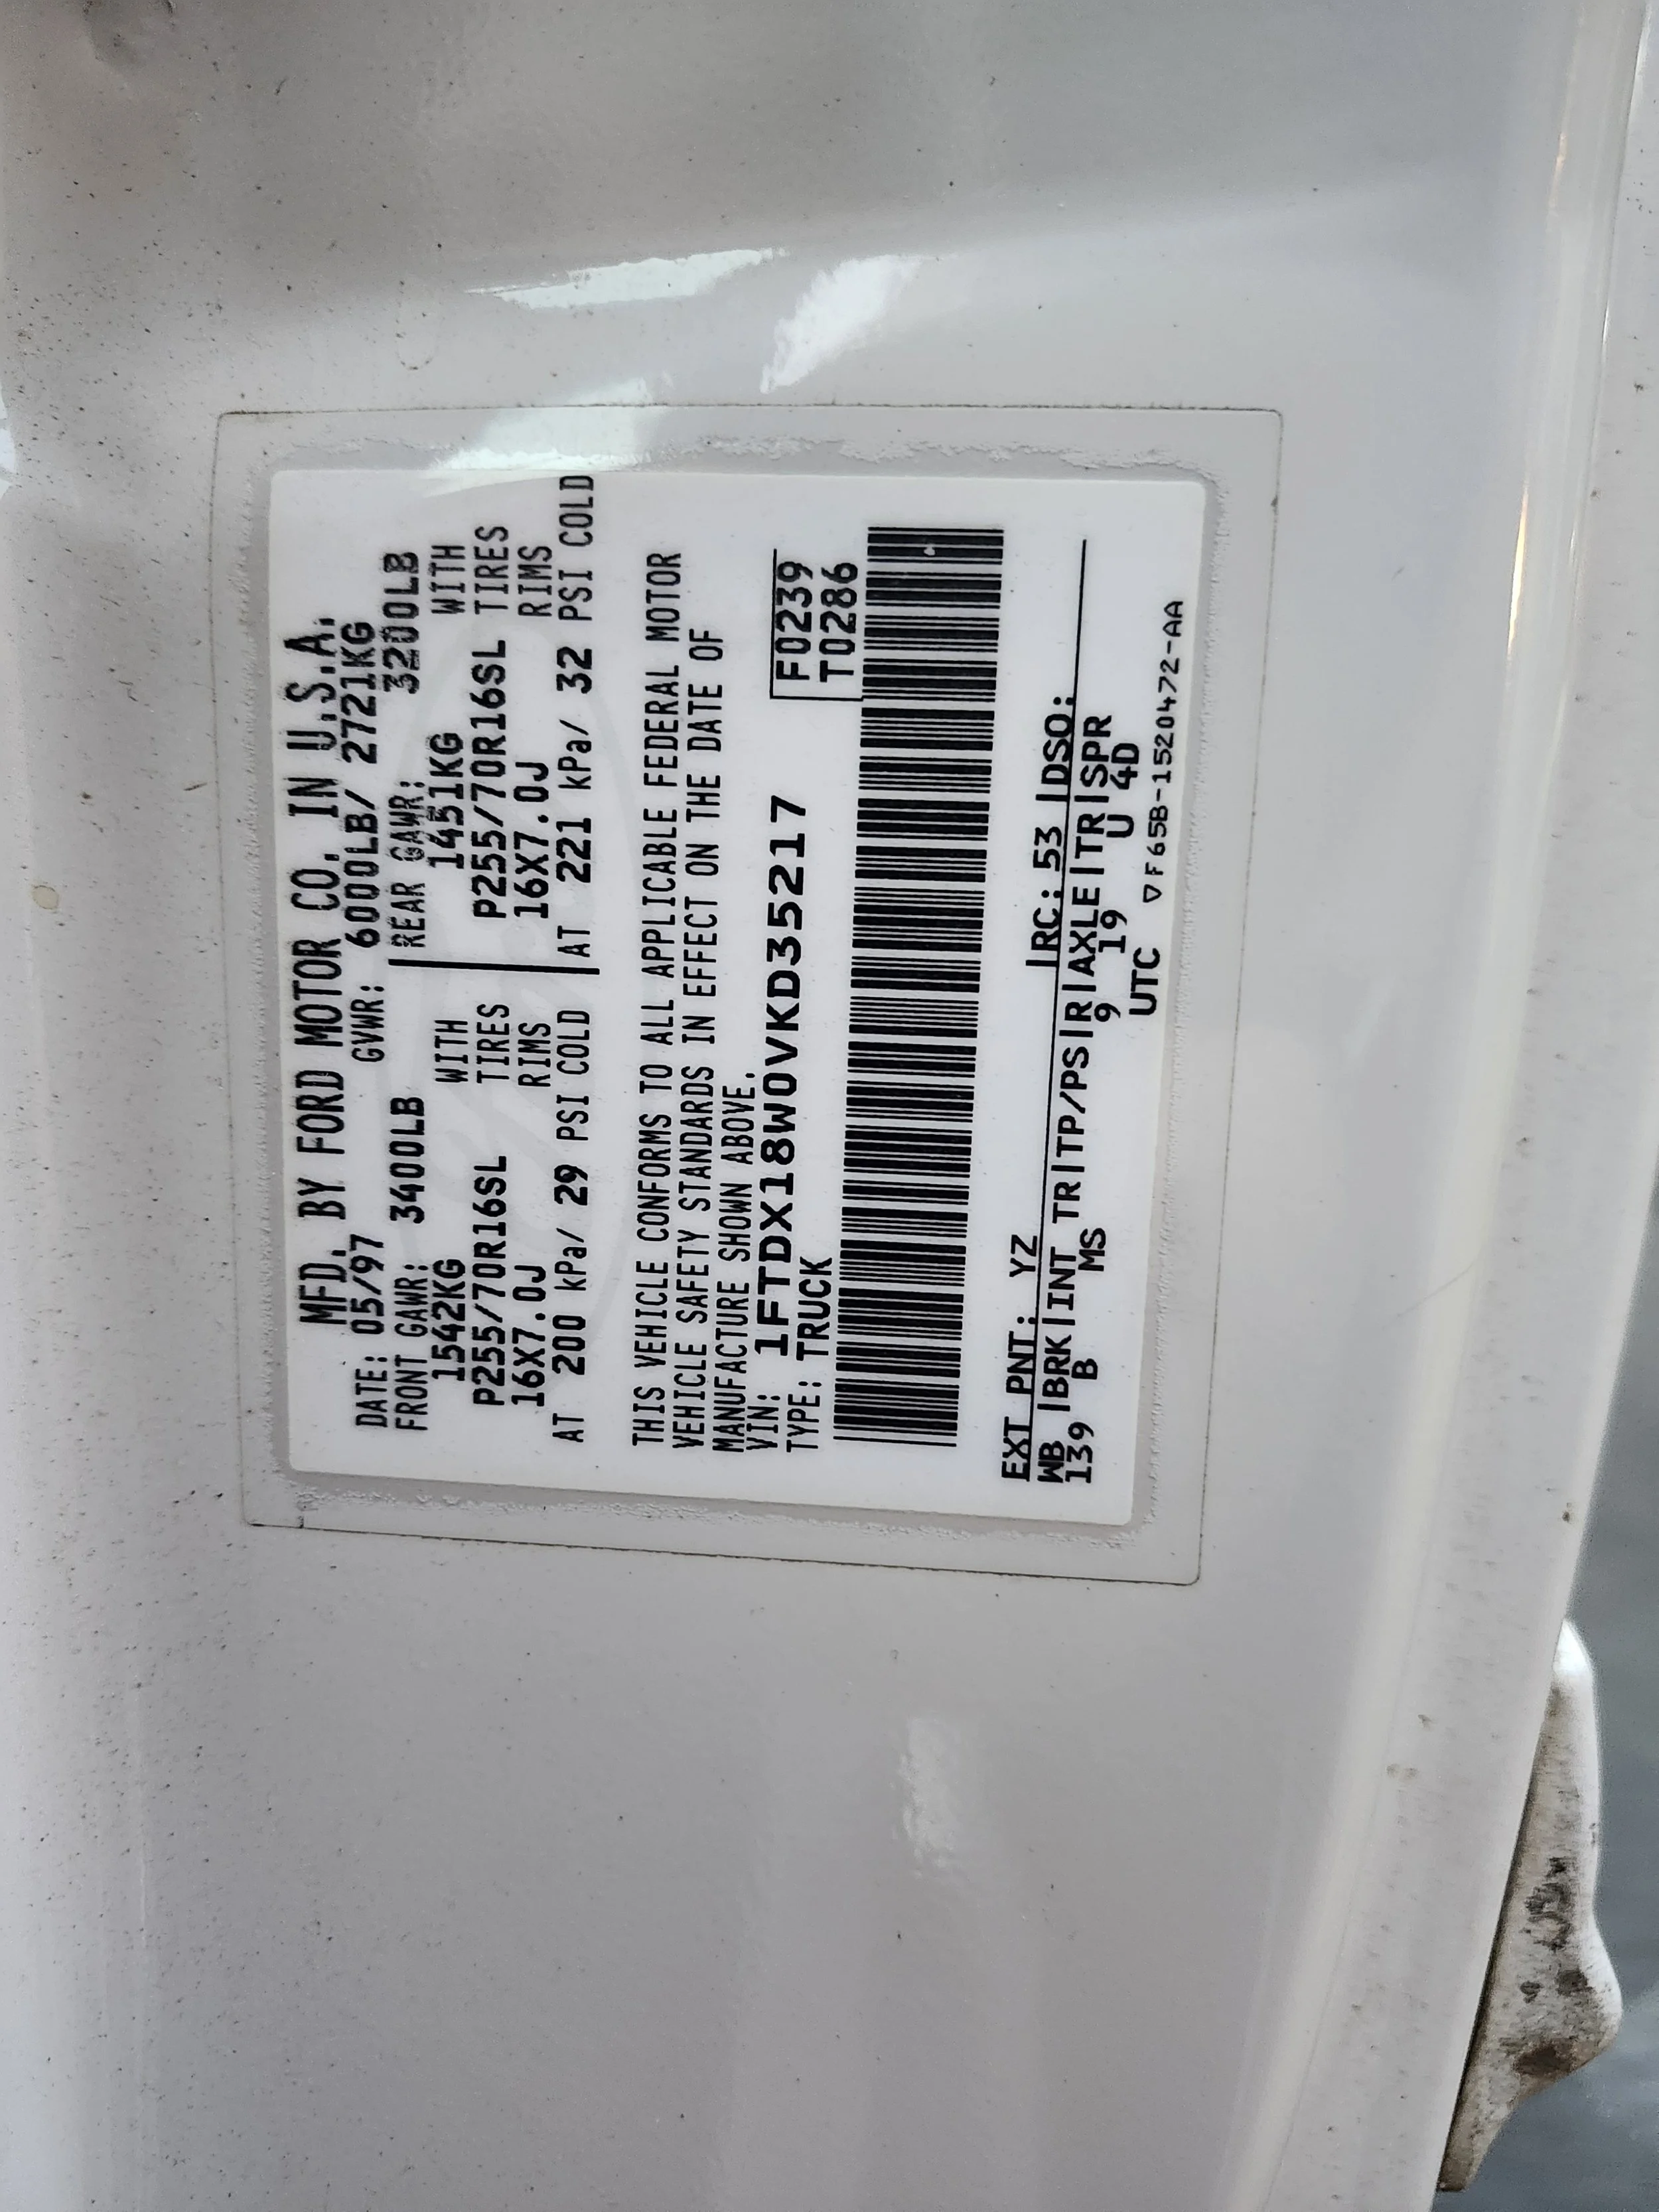 MFD. BY FORD MOTOR CO. IN U.S.A.
DATE: 05/97 GVWR: 6000LB/ 2721KG
FRONT GAWR: 3400LB REAR GAWR: 3200LB
1542KG WITH 1451KG WITH
P255/70R16SL TIRES P255/70R16SL TIRES
16X7.0J RIMS 16X7.0J RIMS
AT 200 kPa/ 29 PSI COLD AT 221 kPa/ 32 PSI COLD
THIS VEHICLE CONFORMS TO ALL APPLICABLE FEDERAL MOTOR
VEHICLE SAFETY STANDARDS IN EFFECT ON THE DATE OF
MANUFACTURE SHOWN ABOVE.
VIN: 1FTDX18W0VKD35217 F0239
TYPE: TRUCK T0286
EXT PNT: YZ RC: 53 DSO:
WB BRK INT TR TP/PS R AXLE TR SPR
139 B MS 9 19 U 4D
UTC ▽F65B-1520472-AA